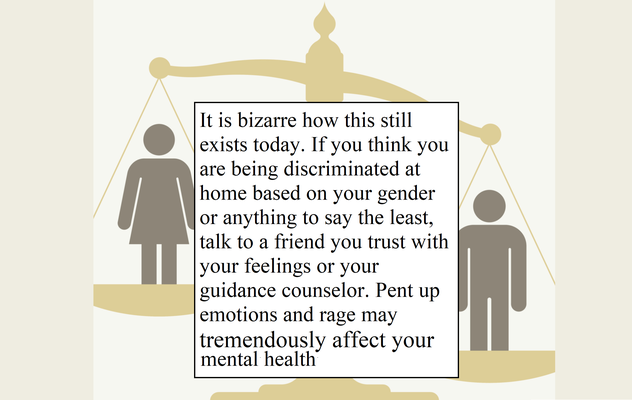 It is bizarre how this still
exists today. If you think you
are being discriminated at
home based on your gender
or anything to say the least,
talk to a friend you trust with
your feelings or your
guidance counselor. Pent up
emotions and rage may
tremendously affect your
mental health